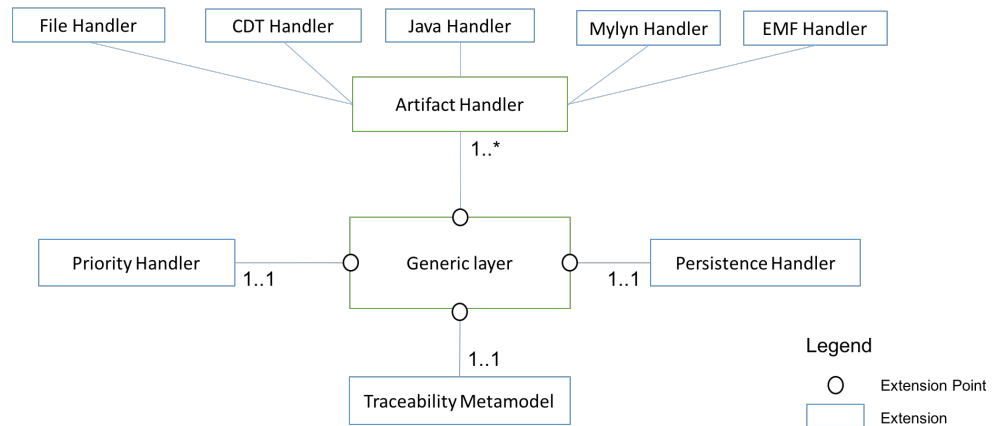 File Handler
CDT Handler
Java Handler
Mylyn Handler
EMF Handler
Artifact Handler
1..*
Priority Handler
1..1
Generic layer
1..1
Persistence Handler
1..1
Traceability Metamodel
Legend
Extension Point
Extension